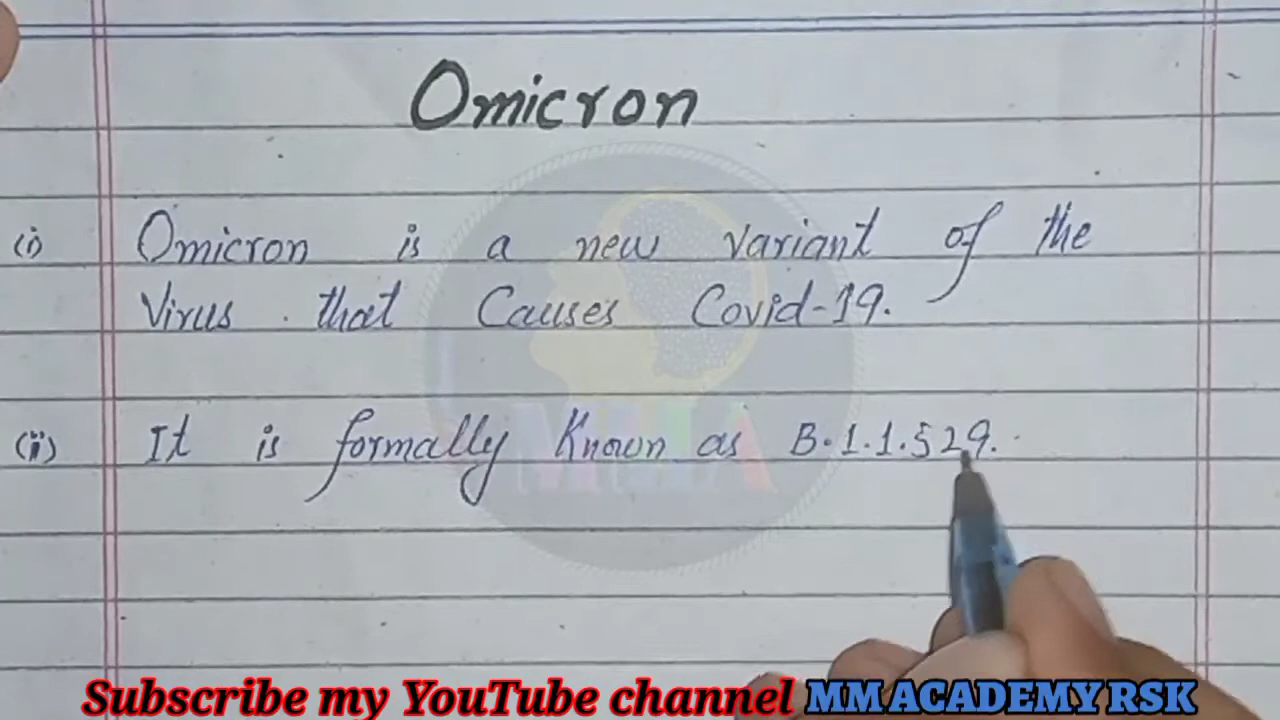 Omicron
(i) Omicron is a new variant of the
Virus that Causes Covid-19.
(ii) It is formally Known as B.1.1.529.
MMA
Subscribe my YouTube channel MM ACADEMY RSK